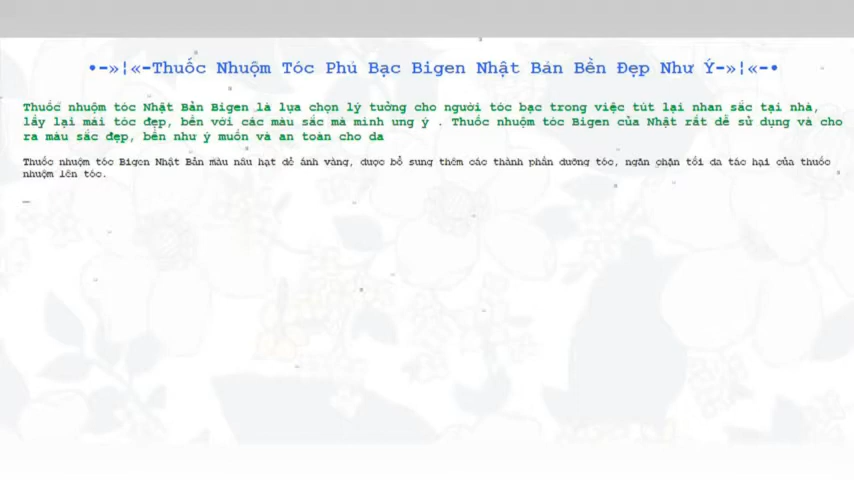 •-»¦«-Thuốc Nhuộm Tóc Phủ Bạc Bigen Nhật Bản Bền Đẹp Như Ý-»¦«-•
Thuốc nhuộm tóc Nhật Bản Bigen là lựa chọn lý tưởng cho người tóc bạc trong việc tút lại nhan sắc tại nhà,
lấy lại mái tóc đẹp, bền với các màu sắc mà mình ưng ý . Thuốc nhuộm tóc Bigen của Nhật rất dễ sử dụng và cho
ra màu sắc đẹp, bền như ý muốn và an toàn cho da
Thuốc nhuộm tóc Bigen Nhật Bản màu nâu hạt dẻ ánh vàng, được bổ sung thêm các thành phần dưỡng tóc, ngăn chặn tối đa tác hại của thuốc
nhuộm lên tóc.